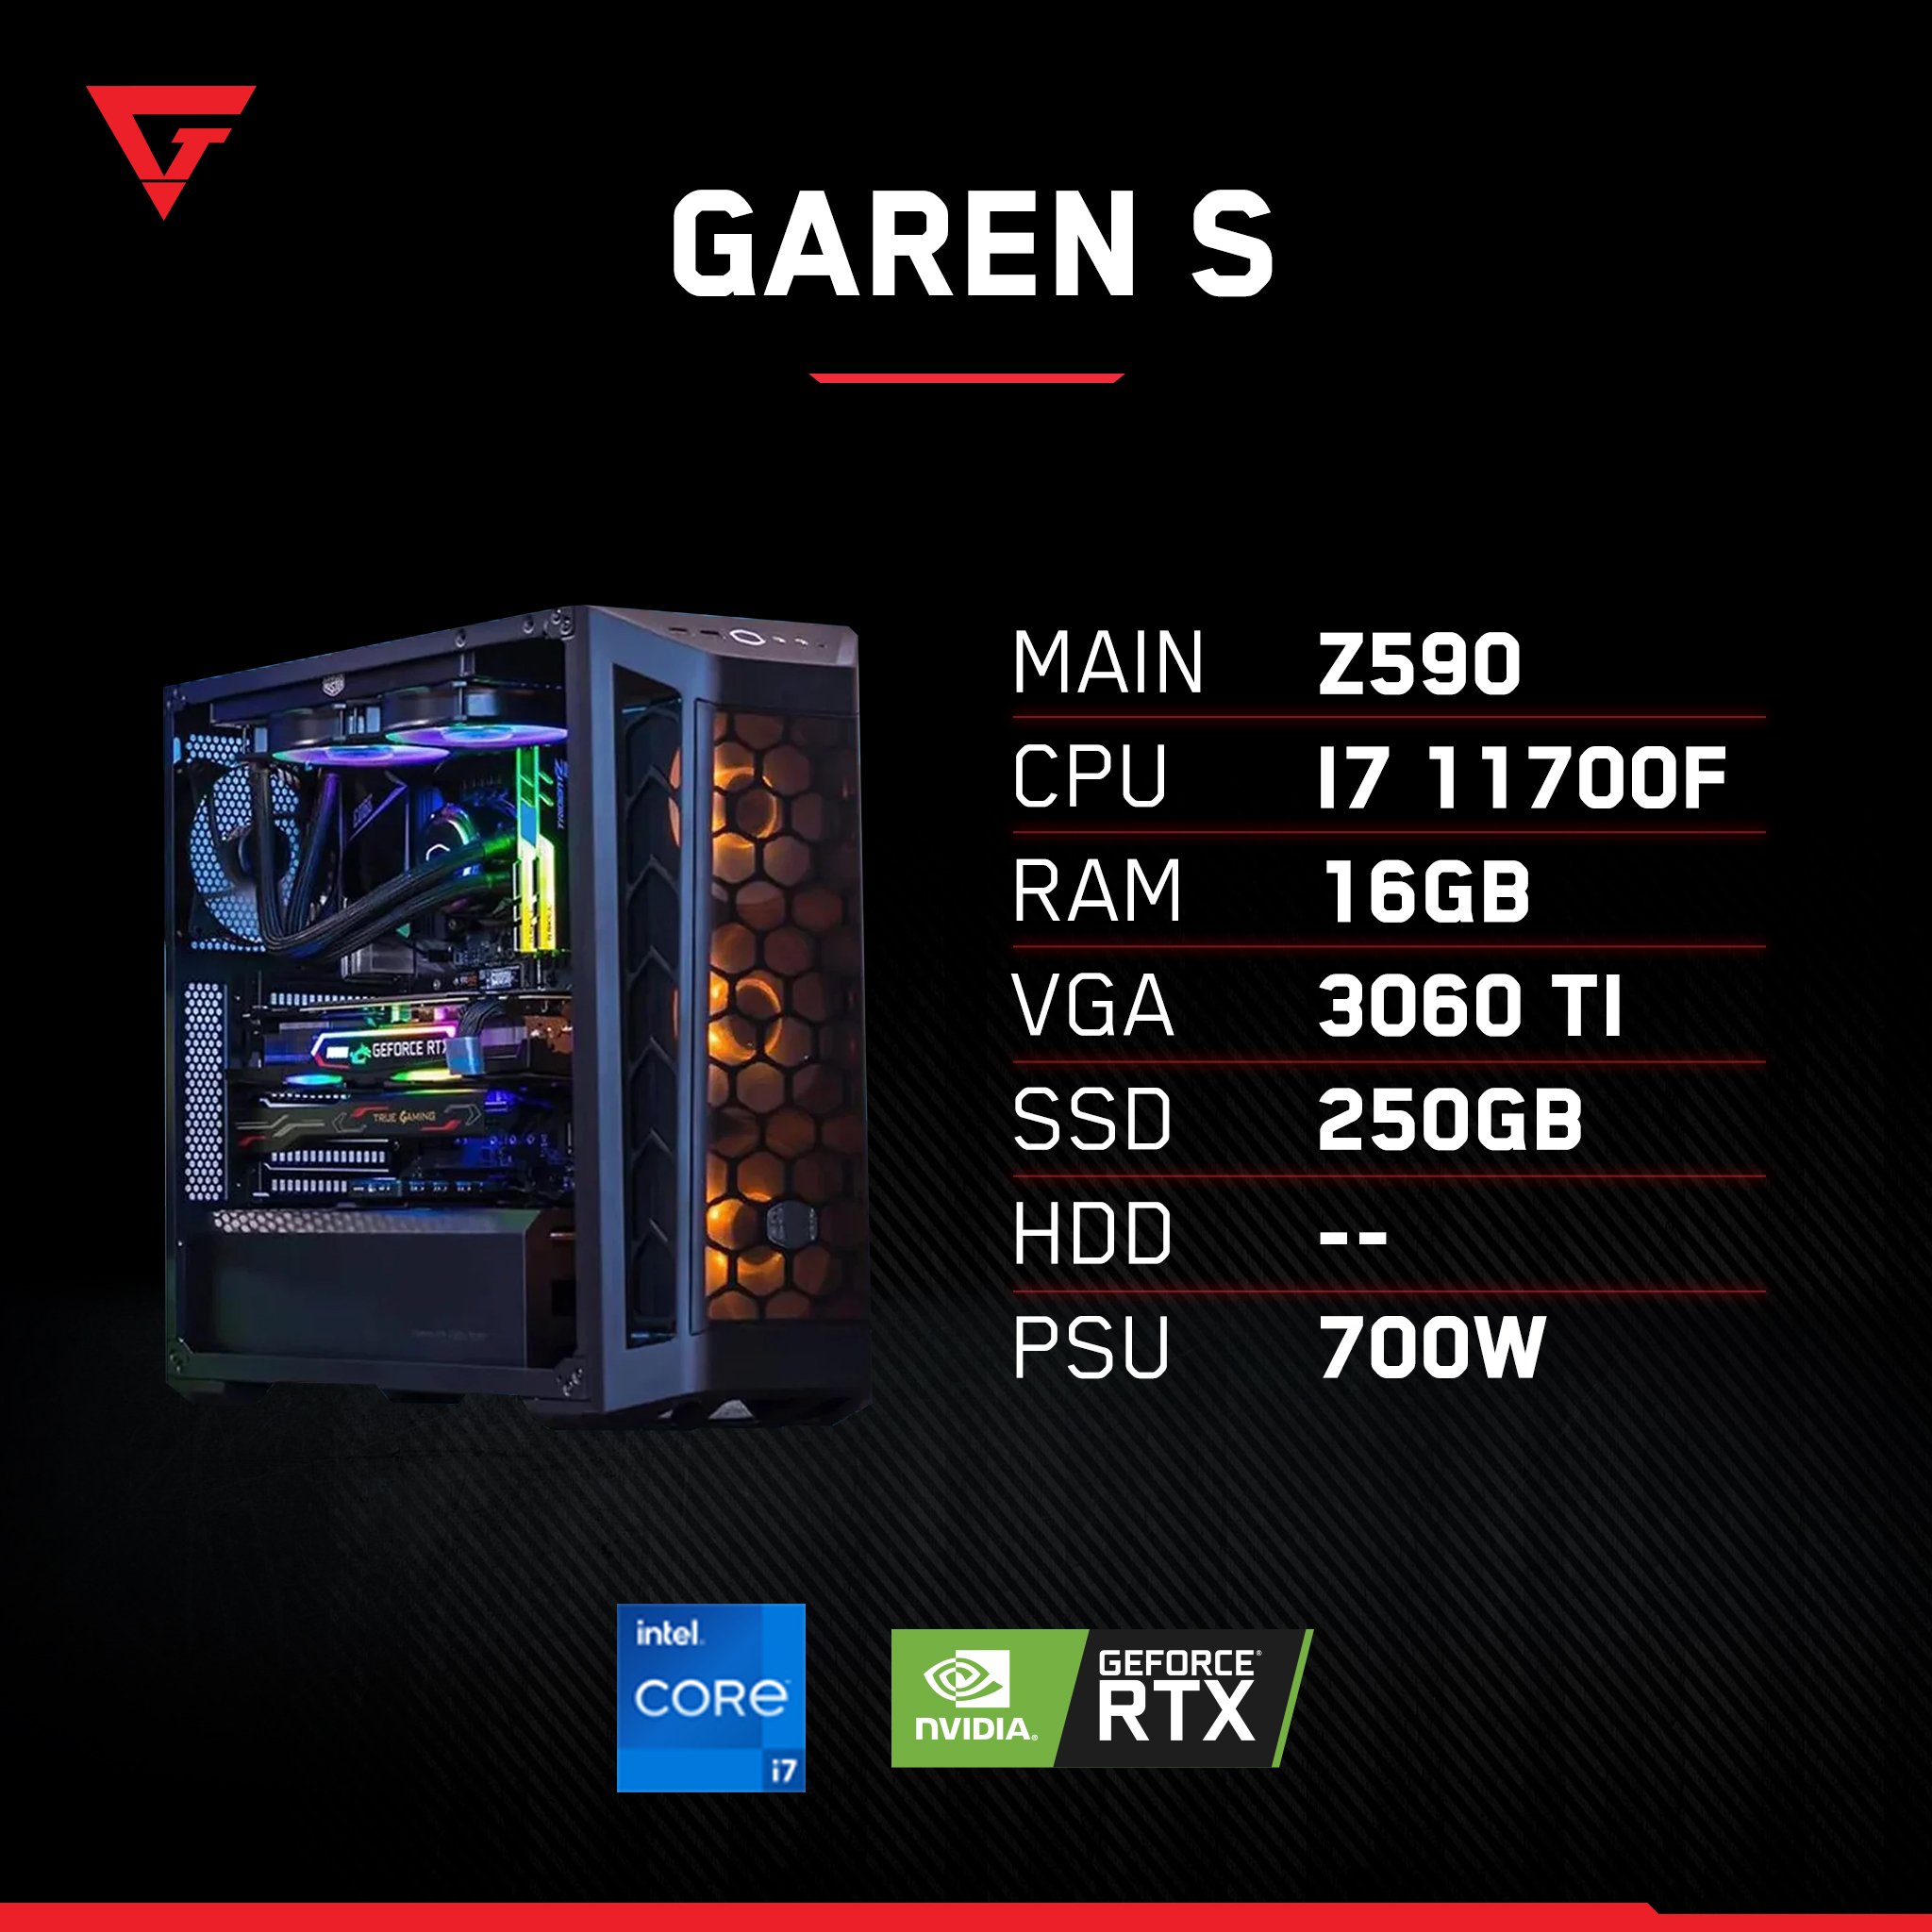 GAREN S
MAIN Z590
CPU I7 11700F
RAM 16GB
VGA 3060 TI
SSD 250GB
HDD --
PSU 700W
GEFORCE RTX
TRUE GAMING
intel.
CORE
i7
NVIDIA.
GEFORCE®
RTX